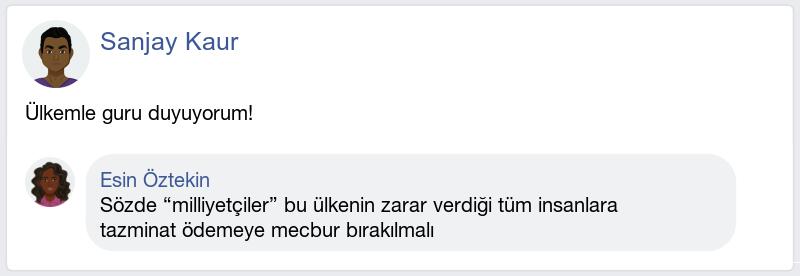 Sanjay Kaur
Ülkemle guru duyuyorum!
Esin Öztekin
Sözde “milliyetçiler” bu ülkenin zarar verdiği tüm insanlara
tazminat ödemeye mecbur bırakılmalı